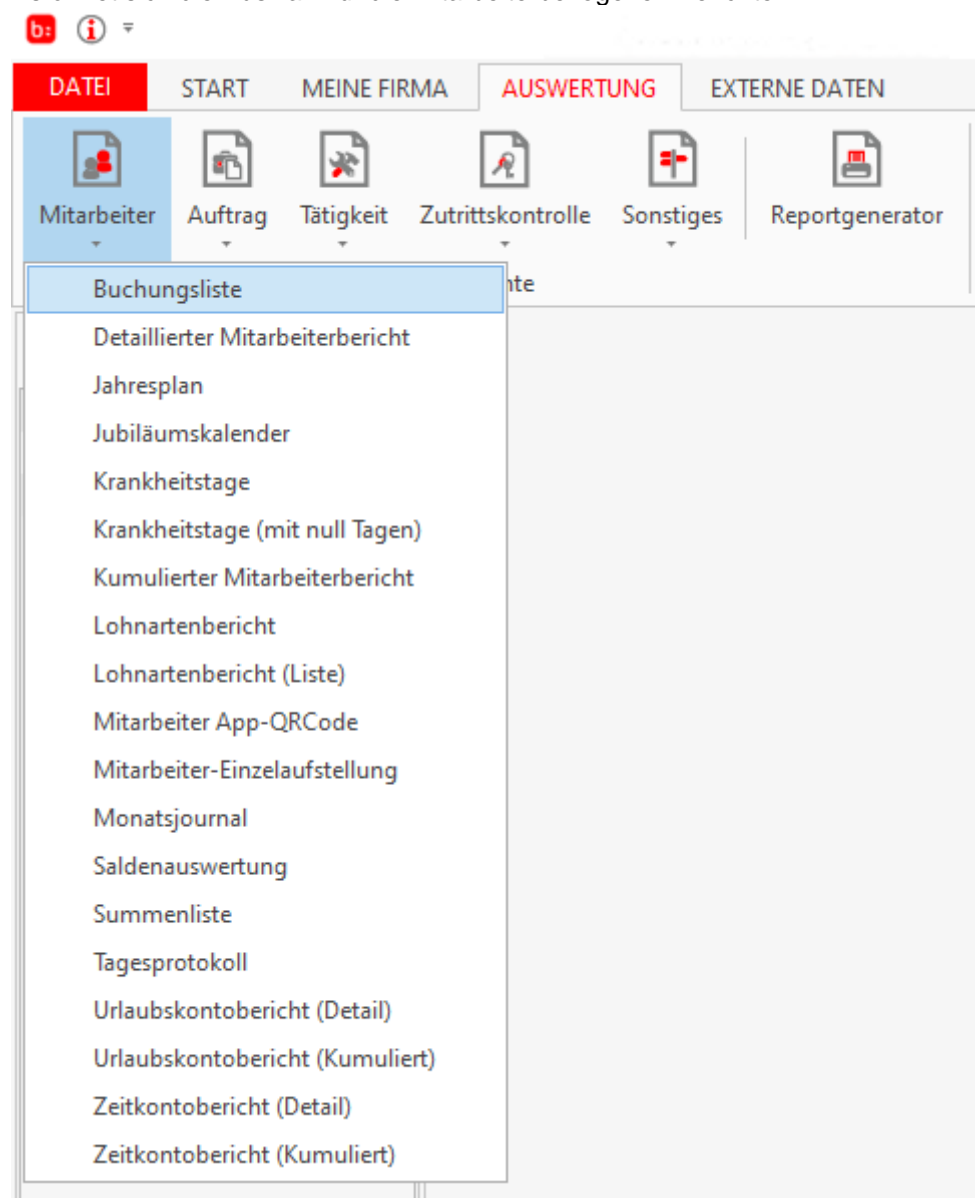 b:
DATEI START MEINE FIRMA AUSWERTUNG EXTERNE DATEN
Mitarbeiter Auftrag Tätigkeit Zutrittskontrolle Sonstiges Reportgenerator
Buchungsliste
Detaillierter Mitarbeiterbericht
Jahresplan
Jubiläumskalender
Krankheitstage
Krankheitstage (mit null Tagen)
Kumulierter Mitarbeiterbericht
Lohnartenbericht
Lohnartenbericht (Liste)
Mitarbeiter App-QRCode
Mitarbeiter-Einzelaufstellung
Monatsjournal
Saldenauswertung
Summenliste
Tagesprotokoll
Urlaubskontobericht (Detail)
Urlaubskontobericht (Kumuliert)
Zeitkontobericht (Detail)
Zeitkontobericht (Kumuliert)